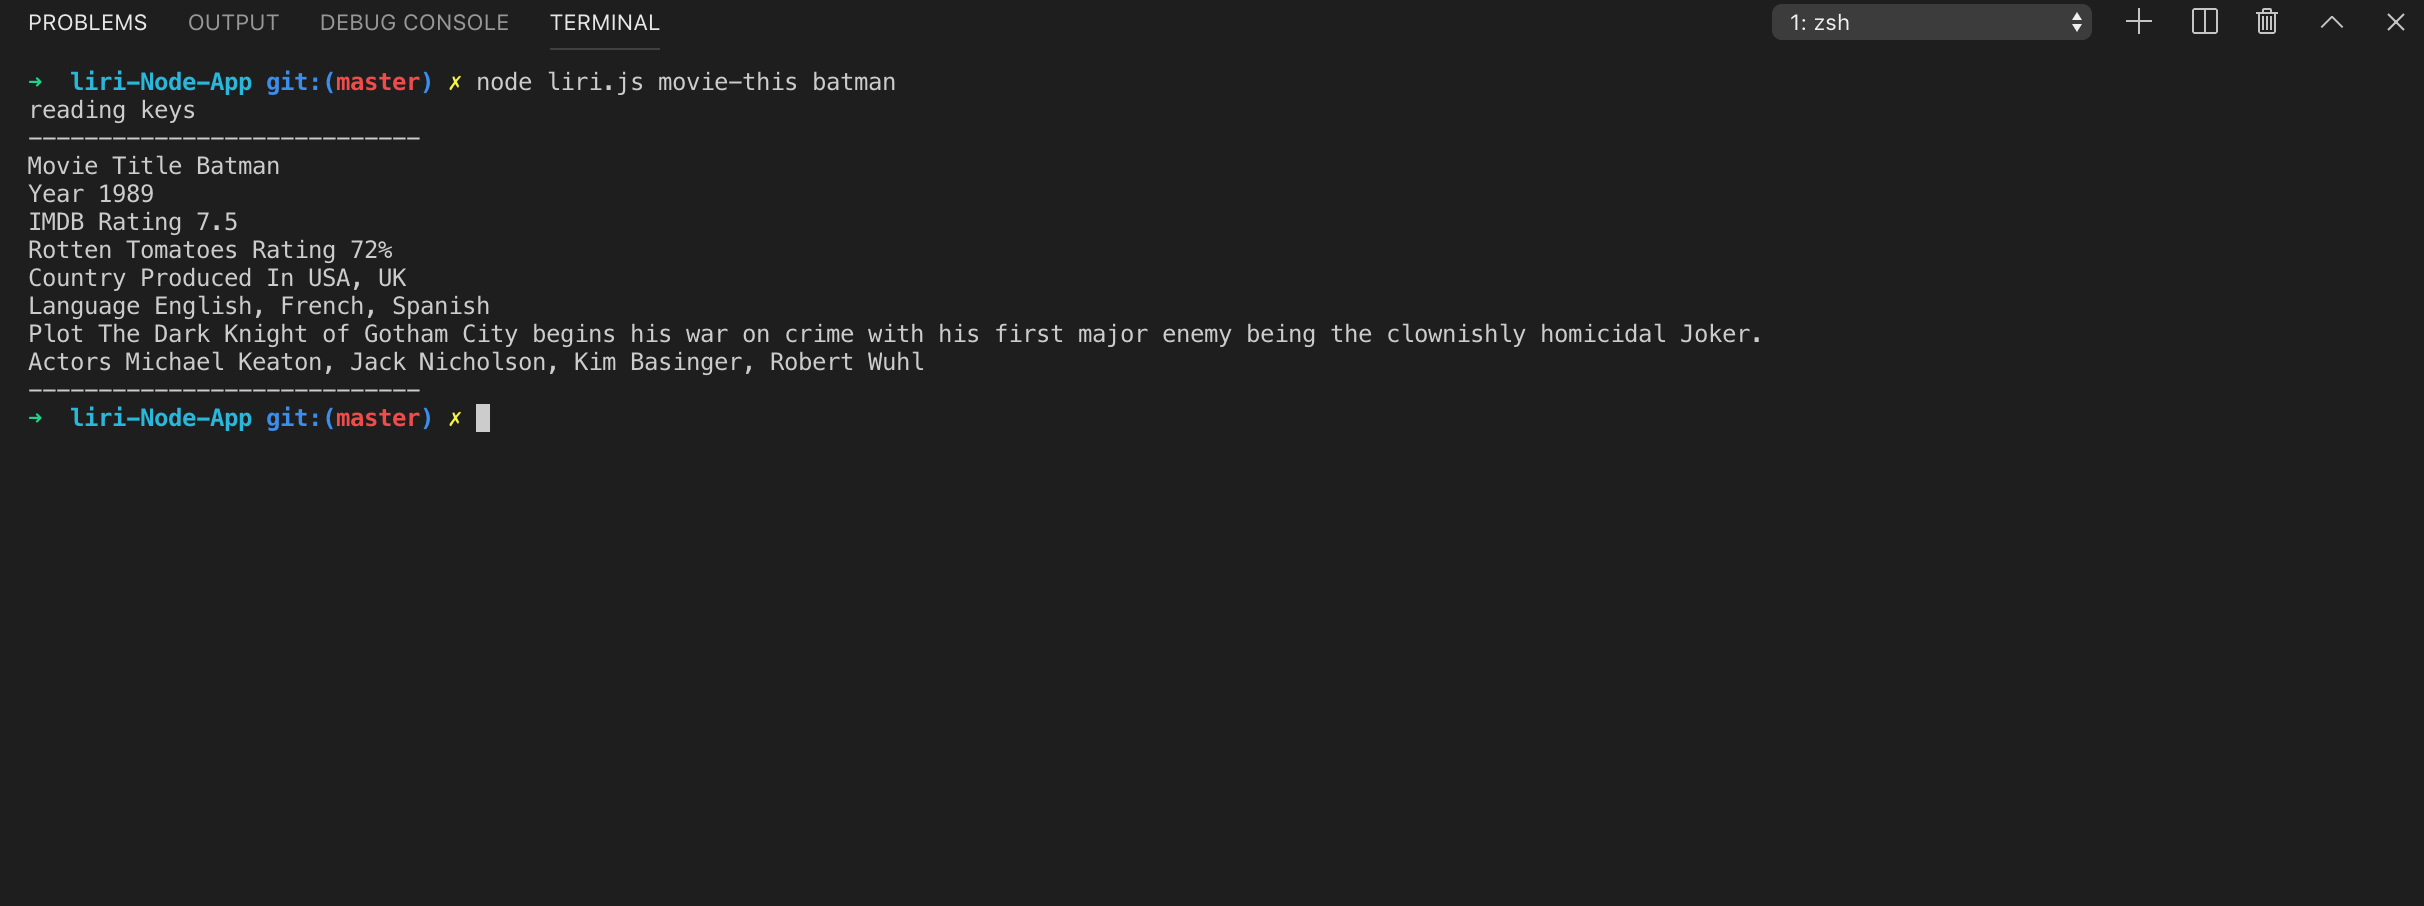 PROBLEMS OUTPUT DEBUG CONSOLE TERMINAL 1: zsh
➜  liri-Node-App git:(master) ✗ node liri.js movie-this batman
reading keys
----------------------------
Movie Title Batman
Year 1989
IMDB Rating 7.5
Rotten Tomatoes Rating 72%
Country Produced In USA, UK
Language English, French, Spanish
Plot The Dark Knight of Gotham City begins his war on crime with his first major enemy being the clownishly homicidal Joker.
Actors Michael Keaton, Jack Nicholson, Kim Basinger, Robert Wuhl
----------------------------
➜  liri-Node-App git:(master) ✗